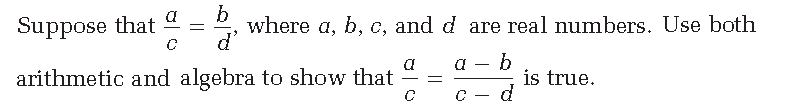 Suppose that a/c = b/d, where a, b, c, and d are real numbers. Use both
arithmetic and algebra to show that a/c = (a − b)/(c − d) is true.